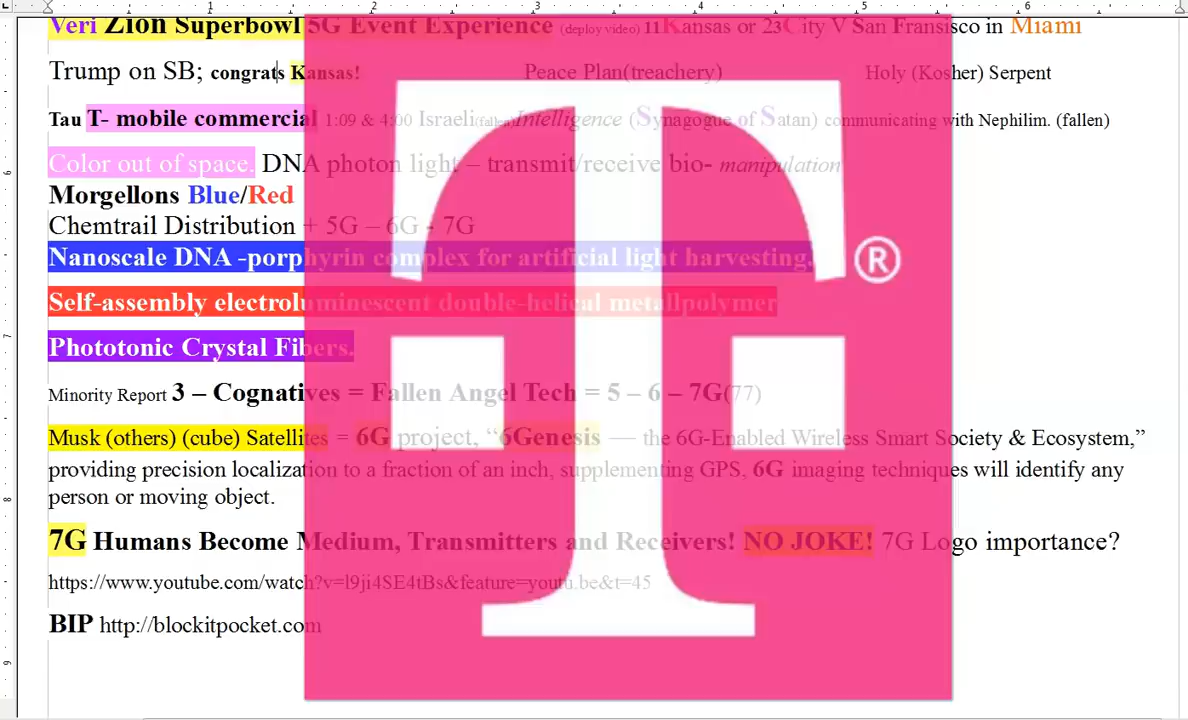 Veri Zion Superbowl 5G Event Experience (deploy video) 11Kansas or 23City V San Fransisco in Miami
Trump on SB; congrats Kansas! Peace Plan(treachery) Holy (Kosher) Serpent
Tau T- mobile commercial 1:09 & 4:00 Israeli(fallen)Intelligence (Synagogue of Satan) communicating with Nephilim. (fallen)
Color out of space. DNA photon light – transmit/receive bio- manipulation
Morgellons Blue/Red
Chemtrail Distribution + 5G – 6G - 7G
Nanoscale DNA -porphyrin complex for artificial light harvesting.
Self-assembly electroluminescent double-helical metallpolymer
Phototonic Crystal Fibers.
Minority Report 3 – Cognatives = Fallen Angel Tech = 5 – 6 – 7G(77)
Musk (others) (cube) Satellites = 6G project, “6Genesis — the 6G-Enabled Wireless Smart Society & Ecosystem,”
providing precision localization to a fraction of an inch, supplementing GPS, 6G imaging techniques will identify any
person or moving object.
7G Humans Become Medium, Transmitters and Receivers! NO JOKE! 7G Logo importance?
https://www.youtube.com/watch?v=l9ji4SE4tBs&feature=youtu.be&t=45
BIP http://blockitpocket.com
T
®